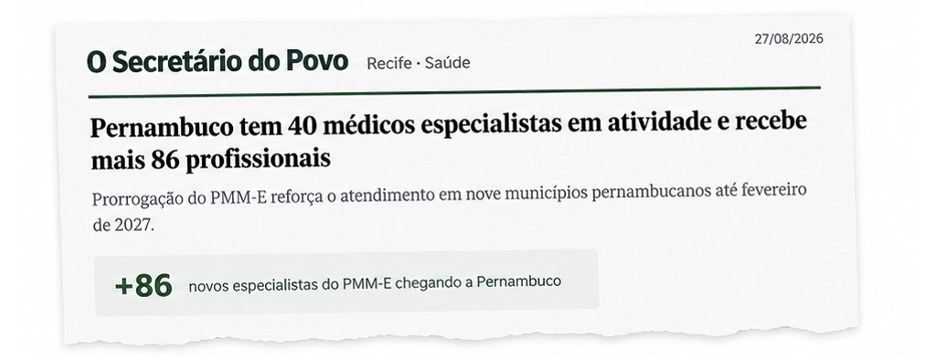 O Secretário do Povo Recife · Saúde 27/08/2026
Pernambuco tem 40 médicos especialistas em atividade e recebe
mais 86 profissionais
Prorrogação do PMM-E reforça o atendimento em nove municípios pernambucanos até fevereiro
de 2027.
+86 novos especialistas do PMM-E chegando a Pernambuco